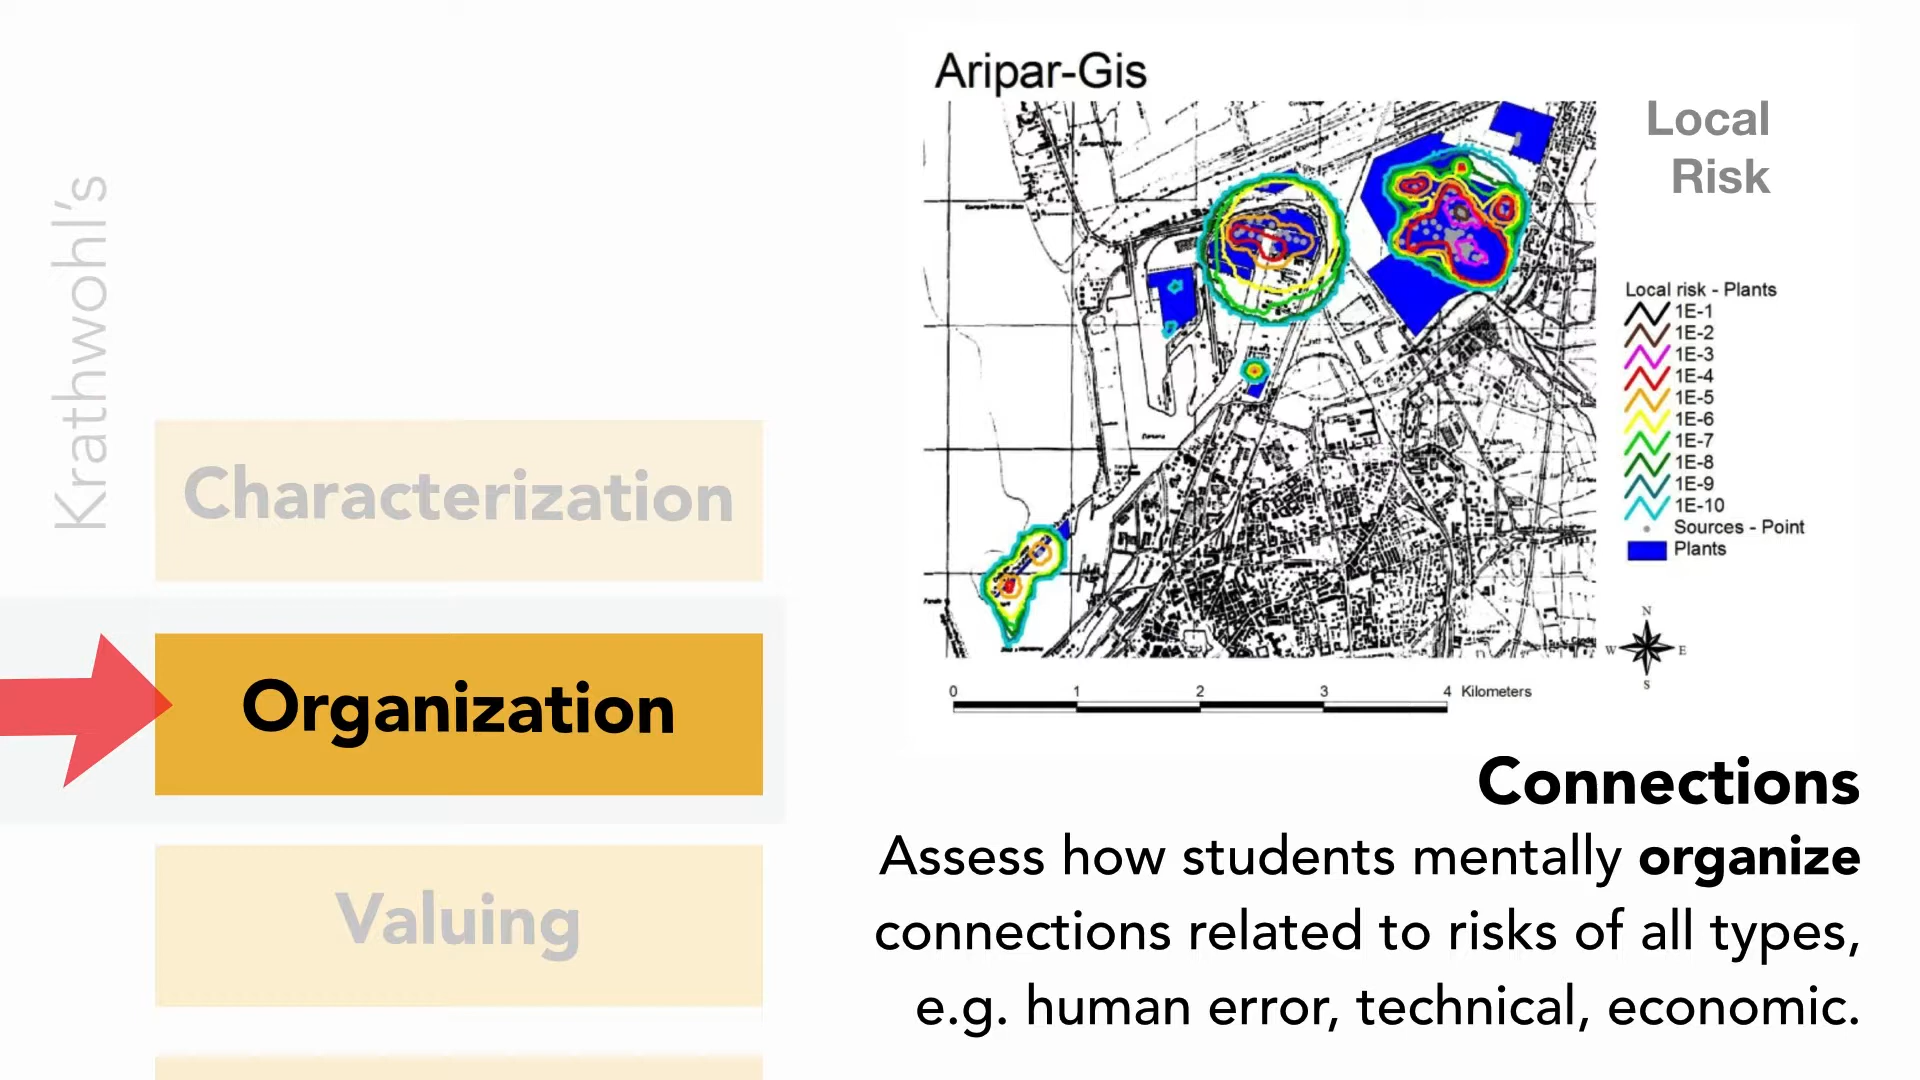 Krathwohl's
Characterization
Organization
Valuing
Aripar-Gis
Local
Risk
Local risk - Plants
1E-1
1E-2
1E-3
1E-4
1E-5
1E-6
1E-7
1E-8
1E-9
1E-10
Sources - Point
Plants
N
W E
S
0 1 2 3 4 Kilometers
Connections
Assess how students mentally organize
connections related to risks of all types,
e.g. human error, technical, economic.